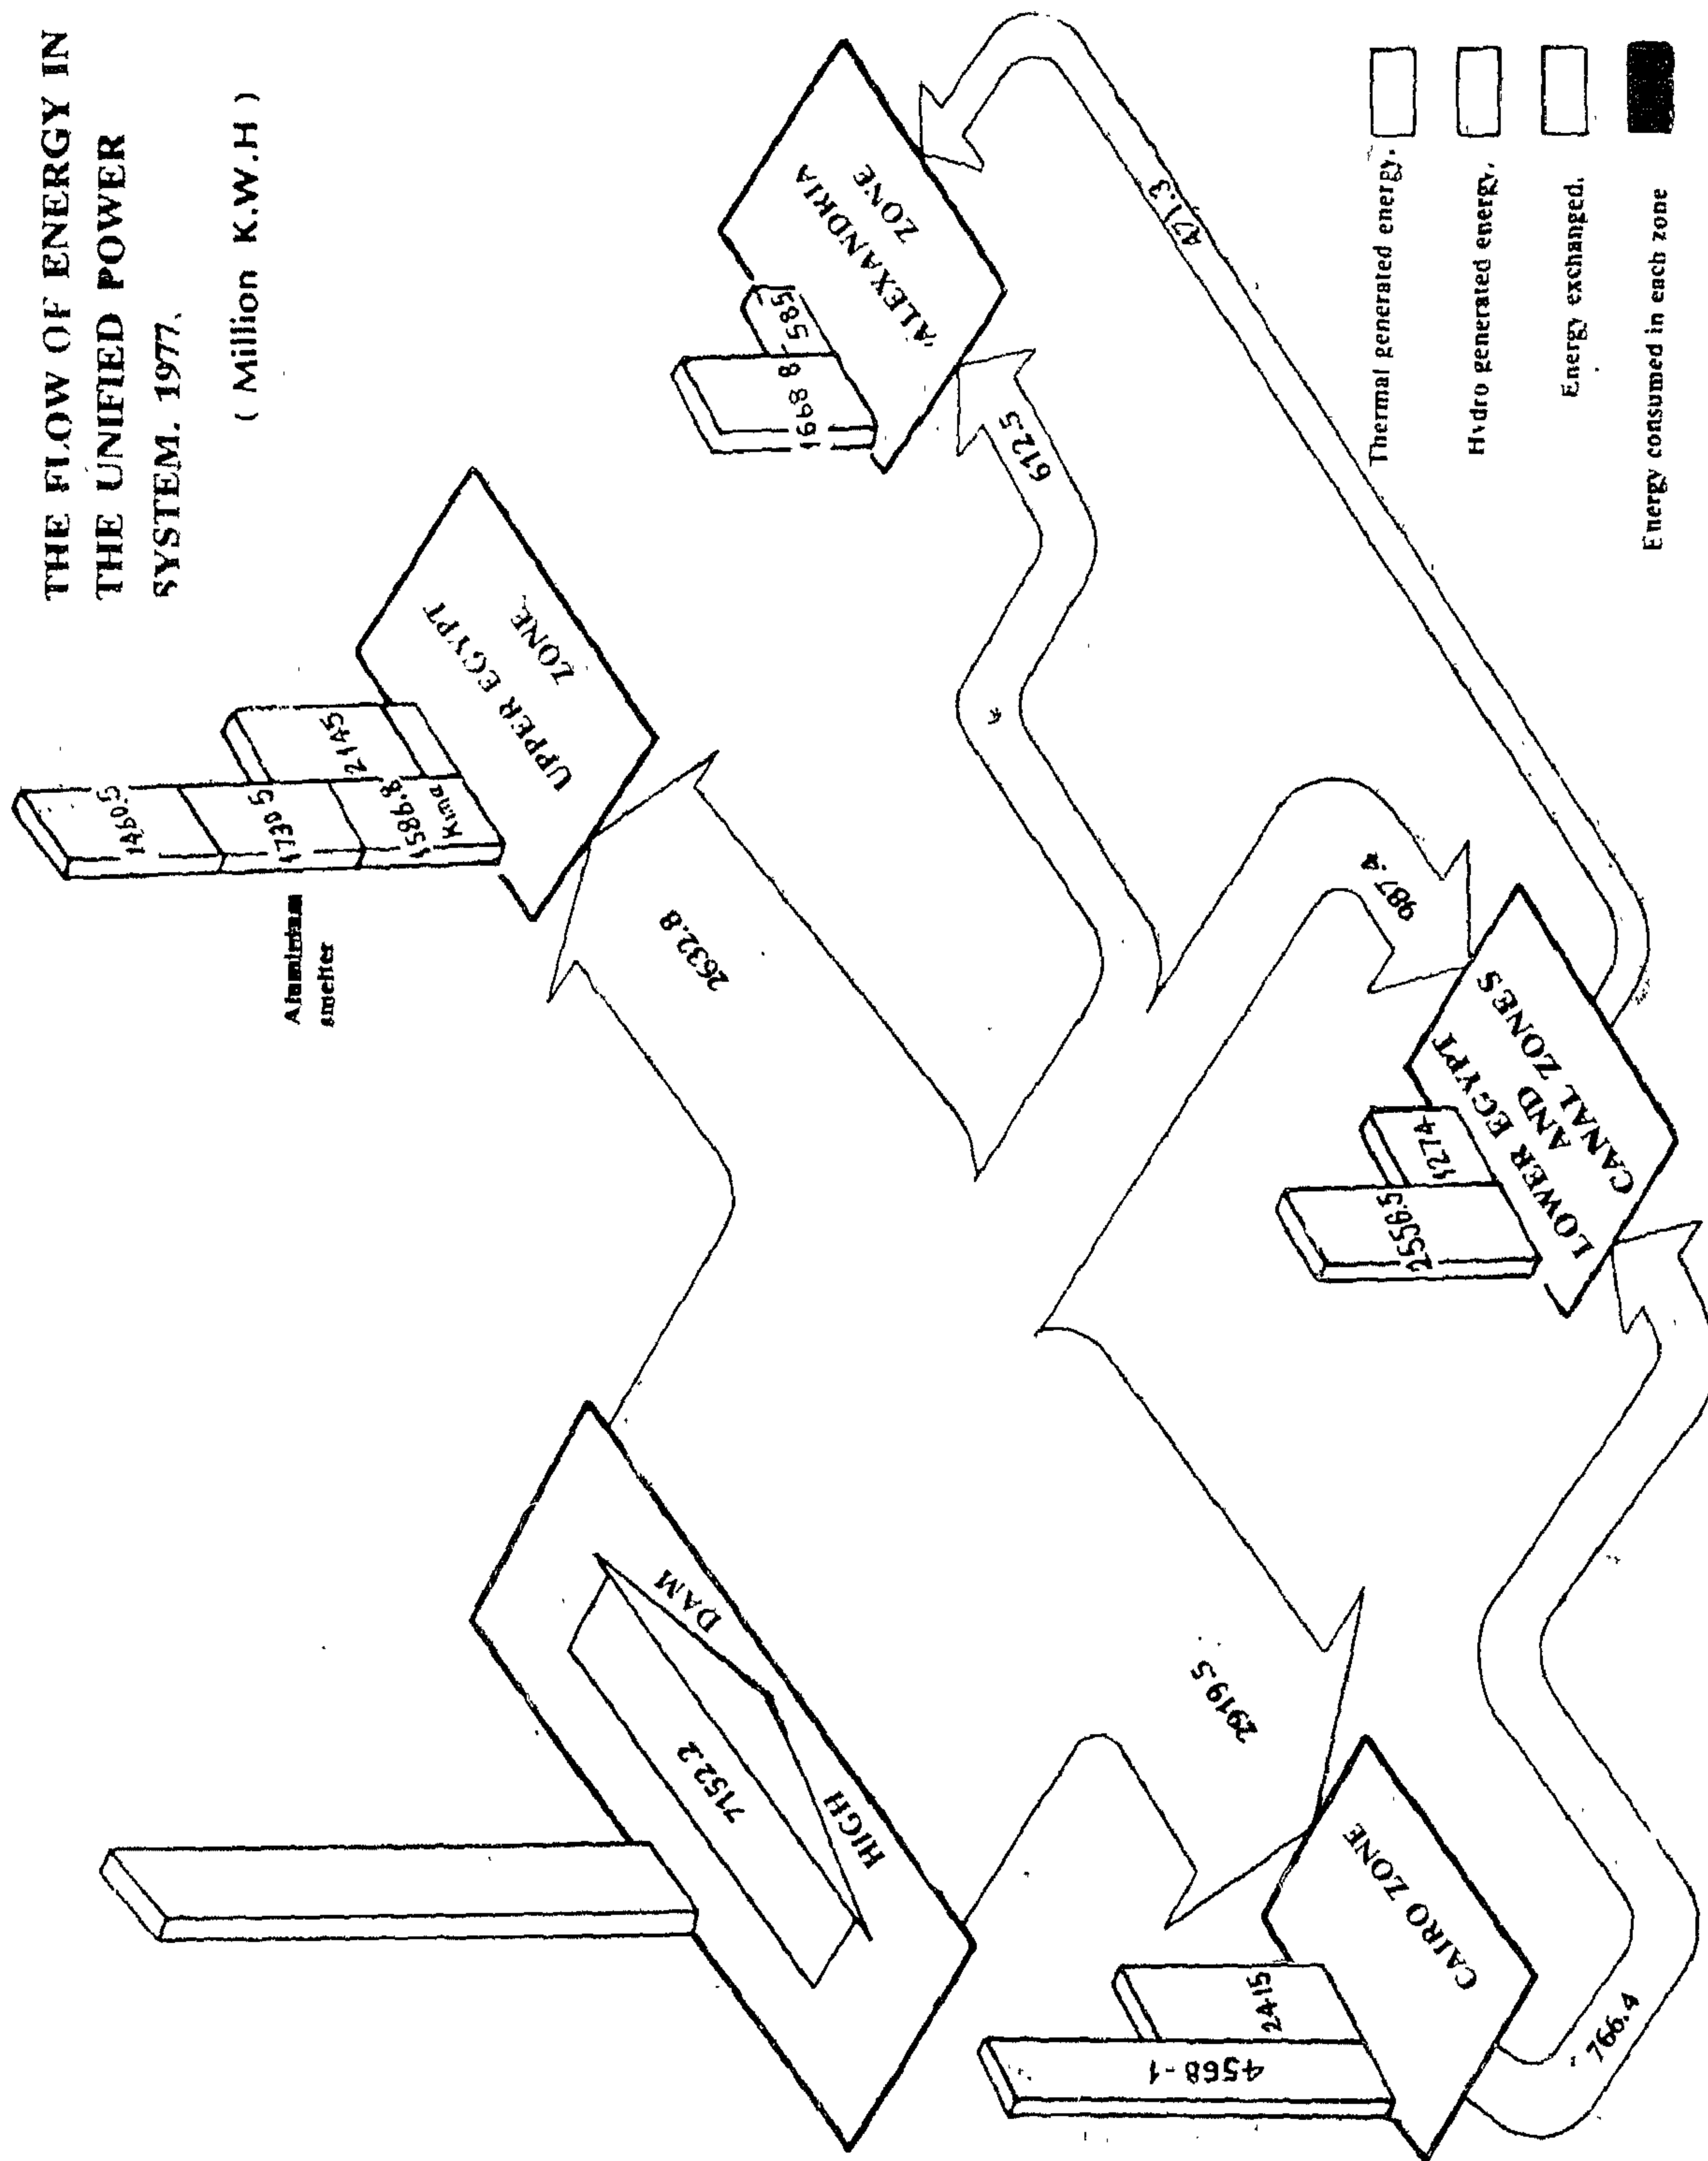 THE FLOW OF ENERGY IN
THE UNIFIED POWER
SYSTEM. 1977.
( Million K.W.H )
1460.5
1730 5
1586.8
Kima
2145
Aluminium
smelter
UPPER EGYPT
ZONE
1668 8
585
ALEXANDRIA
ZONE
2632.8
612.5
471.3
7152.2
HIGH
DAM
987.4
2556.5
1274
LOWER EGYPT
AND
CANAL ZONES
2919.5
4568-1
2415
CAIRO ZONE
766.4
Thermal generated energy.
Hydro generated energy.
Energy exchanged.
Energy consumed in each zone